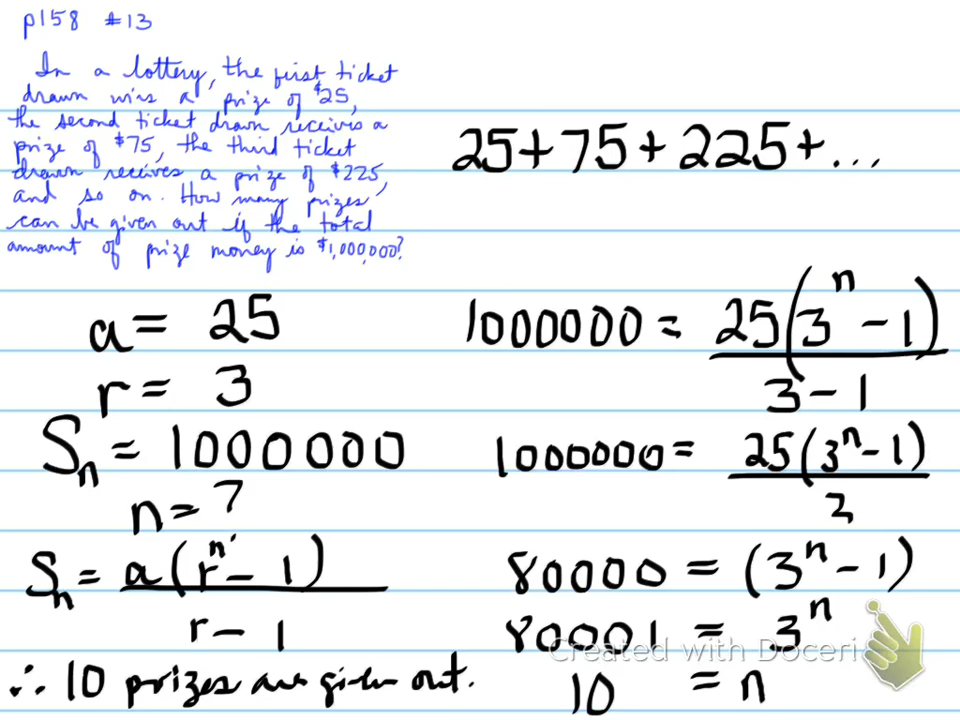 p158 #13
In a lottery, the first ticket
drawn wins a prize of $25,
the second ticket drawn receives a
prize of $75, the third ticket
drawn receives a prize of $225,
and so on. How many prizes
can be given out if the total
amount of prize money is $1,000,000?
25+75+225+...
a = 25
r = 3
Sn = 1000000
n = ?
Sn = a(r^n - 1)
r - 1
∴ 10 prizes are given out.
1000000 = 25(3^n - 1)
3 - 1
1000000 = 25(3^n - 1)
2
80000 = (3^n - 1)
80001 = 3^n
10 = n
Created with Doceri